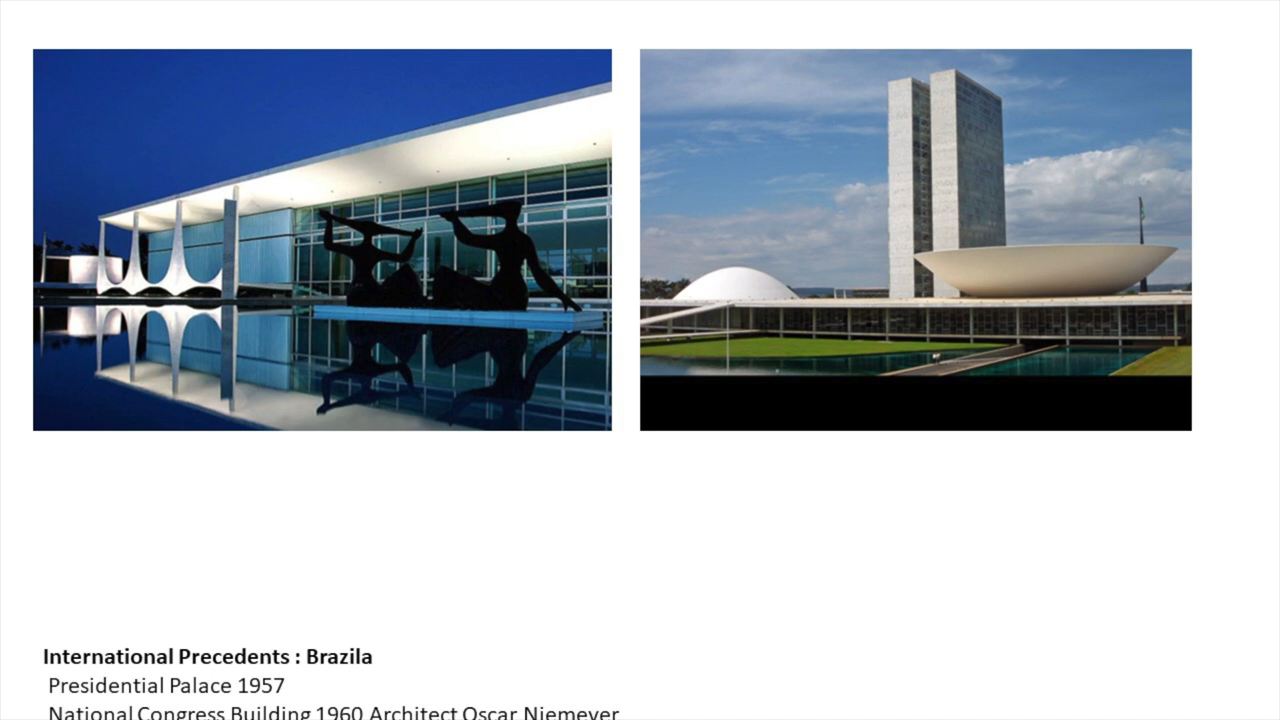 International Precedents : Brazila
Presidential Palace 1957
National Congress Building 1960 Architect Oscar Niemeyer